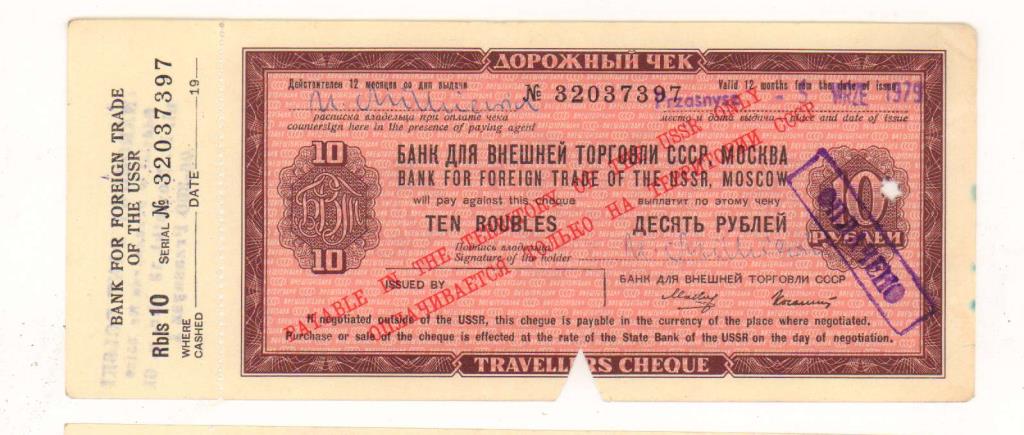 BANK FOR FOREIGN TRADE
OF THE USSR
Rbls 10 SERIAL № 32037397
WHERE
CASHED DATE 19
ДОРОЖНЫЙ ЧЕК
Действителен 12 месяцев со дня выдачи
Valid 12 months from the date of issue
№ 32037397
Przasnysz WRZE 1979
расписка владельца при оплате чека
countersign here in the presence of paying agent
место и дата выдачи place and date of issue
10
БАНК ДЛЯ ВНЕШНЕЙ ТОРГОВЛИ СССР, МОСКВА
BANK FOR FOREIGN TRADE OF THE USSR, MOSCOW
will pay against this cheque выплатит по этому чеку
TEN ROUBLES ДЕСЯТЬ РУБЛЕЙ
БВТ
10
10
РУБЛЕЙ
Подпись владельца
Signature of the holder
ISSUED BY
БАНК ДЛЯ ВНЕШНЕЙ ТОРГОВЛИ СССР
PAYABLE IN THE TERRITORY OF THE USSR ONLY
ОПЛАЧИВАЕТСЯ ТОЛЬКО НА ТЕРРИТОРИИ СССР
ОПЛАЧЕНО
If negotiated outside of the USSR, this cheque is payable in the currency of the place where negotiated.
Purchase or sale of the cheque is effected at the rate of the State Bank of the USSR on the day of negotiation.
TRAVELLERS CHEQUE